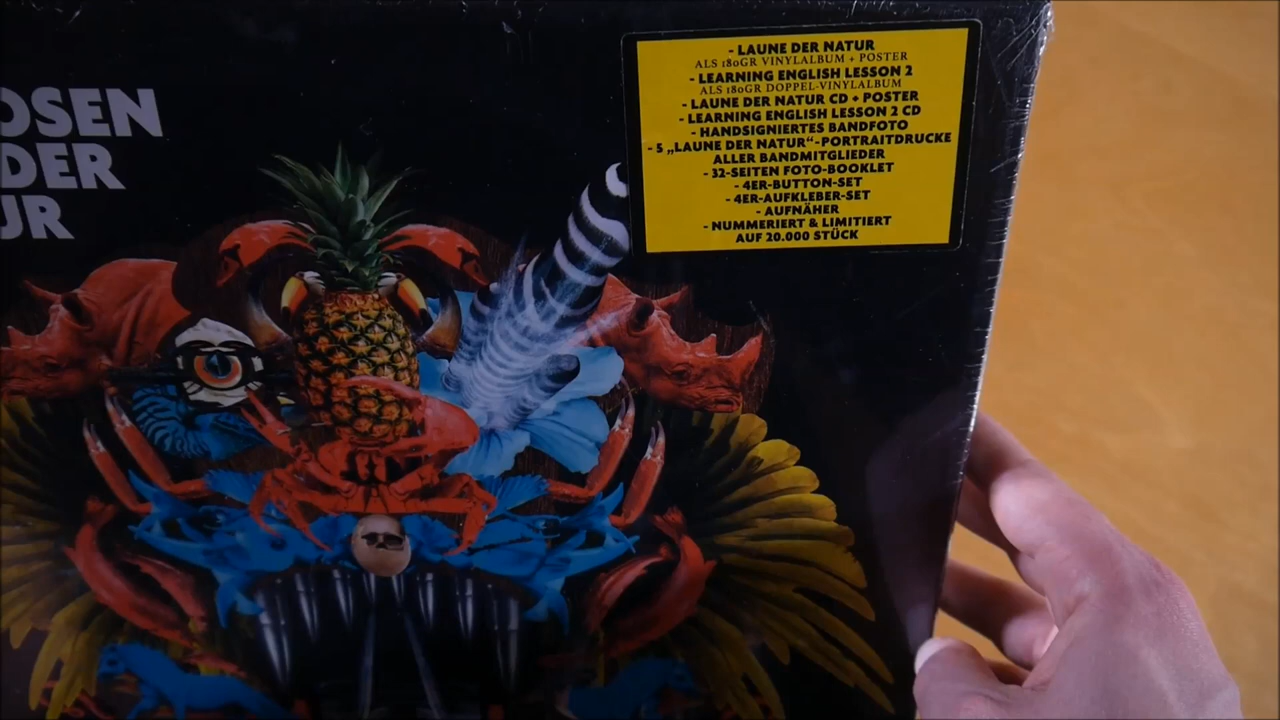 OSEN
DER
UR
- LAUNE DER NATUR
ALS 180GR VINYLALBUM + POSTER
- LEARNING ENGLISH LESSON 2
ALS 180GR DOPPEL-VINYLALBUM
- LAUNE DER NATUR CD + POSTER
- LEARNING ENGLISH LESSON 2 CD
- HANDSIGNIERTES BANDFOTO
- 5 „LAUNE DER NATUR“-PORTRAITDRUCKE
ALLER BANDMITGLIEDER
- 32-SEITEN FOTO-BOOKLET
- 4ER-BUTTON-SET
- 4ER-AUFKLEBER-SET
- AUFNÄHER
- NUMMERIERT & LIMITIERT
AUF 20.000 STÜCK